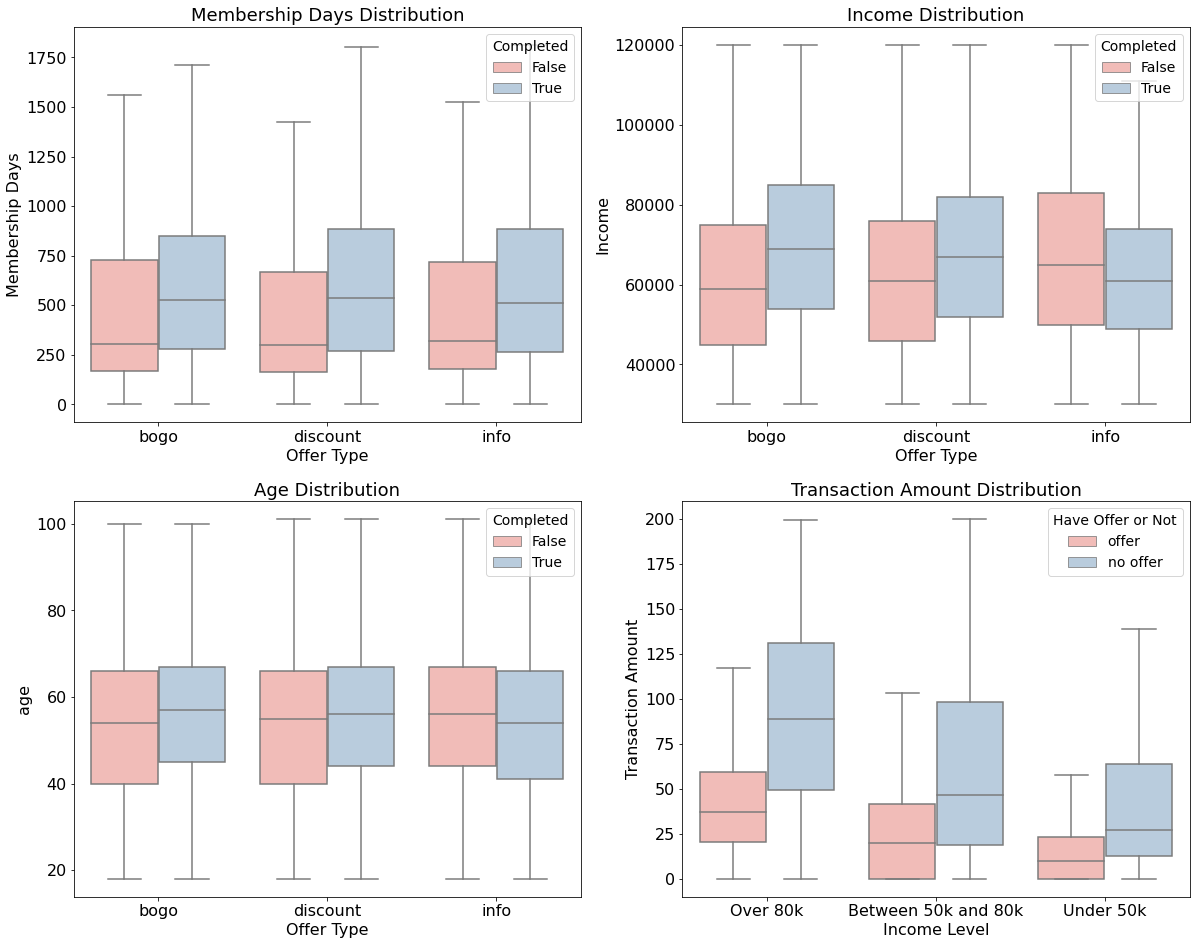 Membership Days Distribution
Membership Days
1750
1500
1250
1000
750
500
250
0
Completed
False
True
bogo discount info
Offer Type
Income Distribution
Income
120000
100000
80000
60000
40000
Completed
False
True
bogo discount info
Offer Type
Age Distribution
age
100
80
60
40
20
Completed
False
True
bogo discount info
Offer Type
Transaction Amount Distribution
Transaction Amount
200
175
150
125
100
75
50
25
0
Have Offer or Not
offer
no offer
Over 80k Between 50k and 80k Under 50k
Income Level